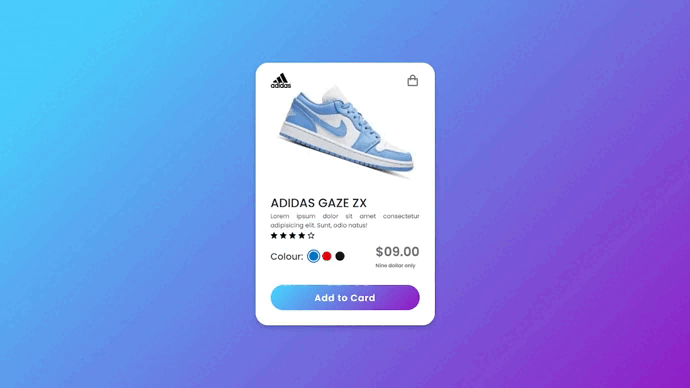 adidas
ADIDAS GAZE ZX
Lorem ipsum dolor sit amet consectetur
adipisicing elit. Sunt, odio natus!
Colour:
$09.00
Nine dollar only
Add to Card